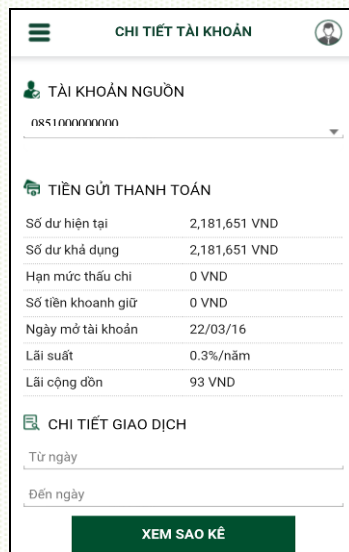 CHI TIẾT TÀI KHOẢN
TÀI KHOẢN NGUỒN
0851000000000
TIỀN GỬI THANH TOÁN
Số dư hiện tại 2,181,651 VND
Số dư khả dụng 2,181,651 VND
Hạn mức thấu chi 0 VND
Số tiền khoanh giữ 0 VND
Ngày mở tài khoản 22/03/16
Lãi suất 0.3%/năm
Lãi cộng dồn 93 VND
CHI TIẾT GIAO DỊCH
Từ ngày
Đến ngày
XEM SAO KÊ